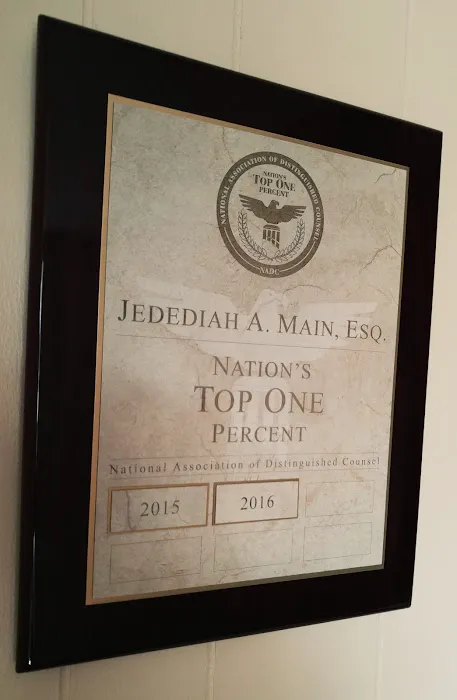 NATIONAL ASSOCIATION OF DISTINGUISHED COUNSEL
NATION'S
TOP ONE
PERCENT
NADC
JEDEDIAH A. MAIN, ESQ.
NATION'S
TOP ONE
PERCENT
National Association of Distinguished Counsel
2015
2016